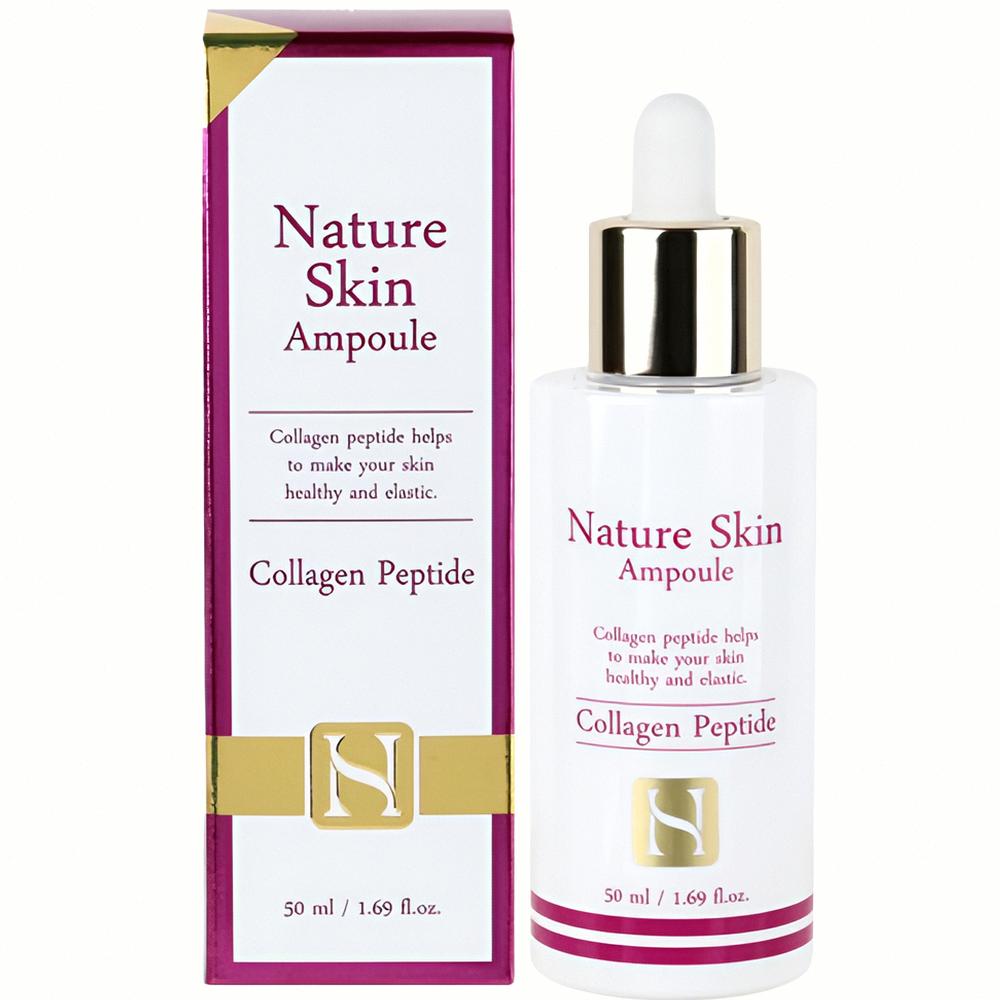 Nature
Skin
Ampoule
Collagen peptide helps
to make your skin
healthy and elastic.
Collagen Peptide
N
50 ml / 1.69 fl.oz.
Nature Skin
Ampoule
Collagen peptide helps
to make your skin
healthy and elastic.
Collagen Peptide
N
50 ml / 1.69 fl.oz.